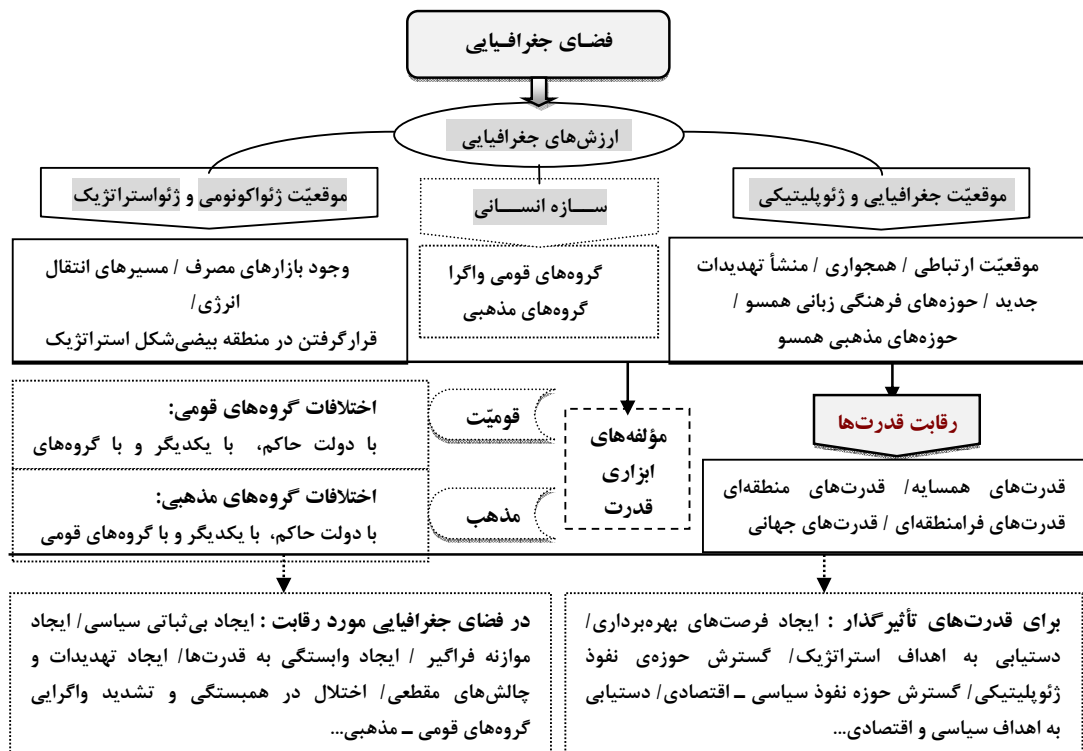 فضـای جغرافـیایی
ارزش‌های جغرافیایی
موقعیّت جغرافیایی و ژئوپلیتیکی
ســـازه انســـانی
موقعیّت ژئواکونومی و ژئواستراتژیک
موقعیّت ارتباطی / همجواری / منشأ تهدیدات
جدید / حوزه‌های فرهنگی زبانی همسو /
حوزه‌های مذهبی همسو
گروه‌های قومی واگرا
گروه‌های مذهبی
وجود بازارهای مصرف / مسیرهای انتقال
انرژی/
قرارگرفتن در منطقه بیضی‌شکل استراتژیک
رقابت قدرت‌ها
قدرت‌های همسایه/ قدرت‌های منطقه‌ای
قدرت‌های فرامنطقه‌ای / قدرت‌های جهانی
مؤلفه‌های
ابزاری
قدرت
قومیّت
مذهب
اختلافات گروه‌های قومی:
با دولت حاکم، با یکدیگر و با گروه‌های
اختلافات گروه‌های مذهبی:
با دولت حاکم، با یکدیگر و با گروه‌های قومی
برای قدرت‌های تأثیرگذار : ایجاد فرصت‌های بهره‌برداری/
دستیابی به اهداف استراتژیک/ گسترش حوزه‌ی نفوذ
ژئوپلیتیکی/ گسترش حوزه نفوذ سیاسی ـ اقتصادی/ دستیابی
به اهداف سیاسی و اقتصادی...
در فضای جغرافیایی مورد رقابت : ایجاد بی‌ثباتی سیاسی/ ایجاد
موازنه فراگیر / ایجاد وابستگی به قدرت‌ها/ ایجاد تهدیدات و
چالش‌های مقطعی/ اختلال در همبستگی و تشدید واگرایی
گروه‌های قومی ـ مذهبی...